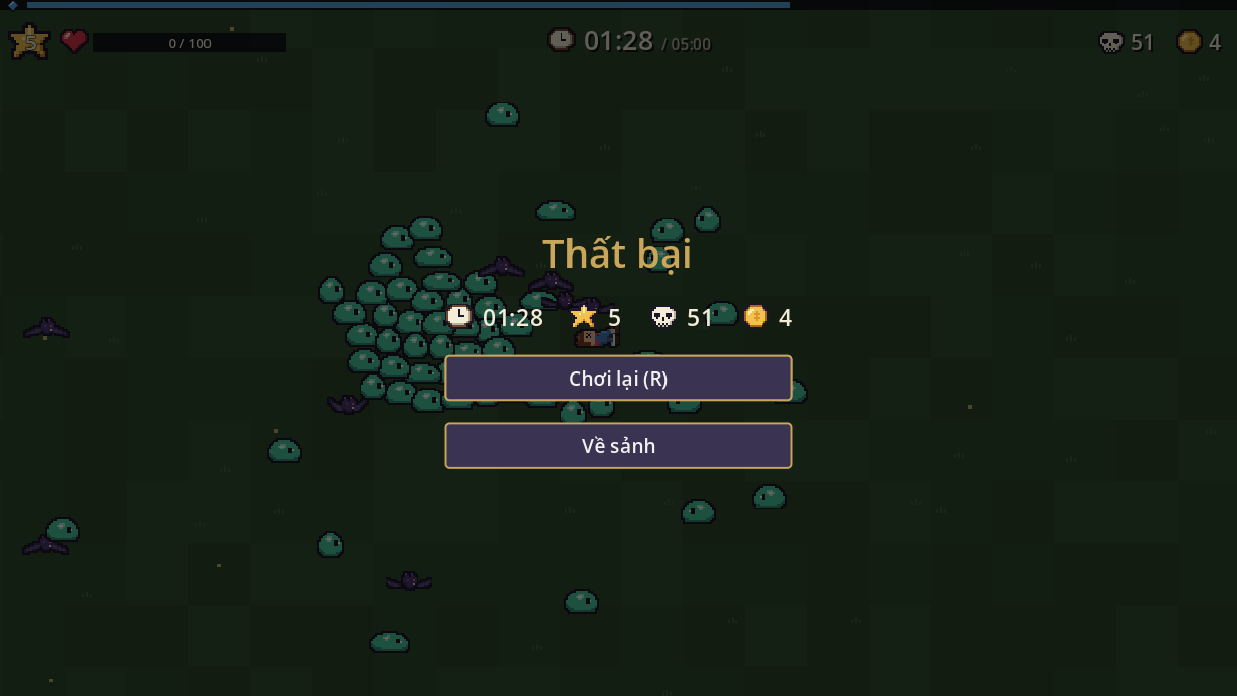 5
0 / 100
01:28 / 05:00
51
4
Thất bại
01:28 5 51 4
Chơi lại (R)
Về sảnh